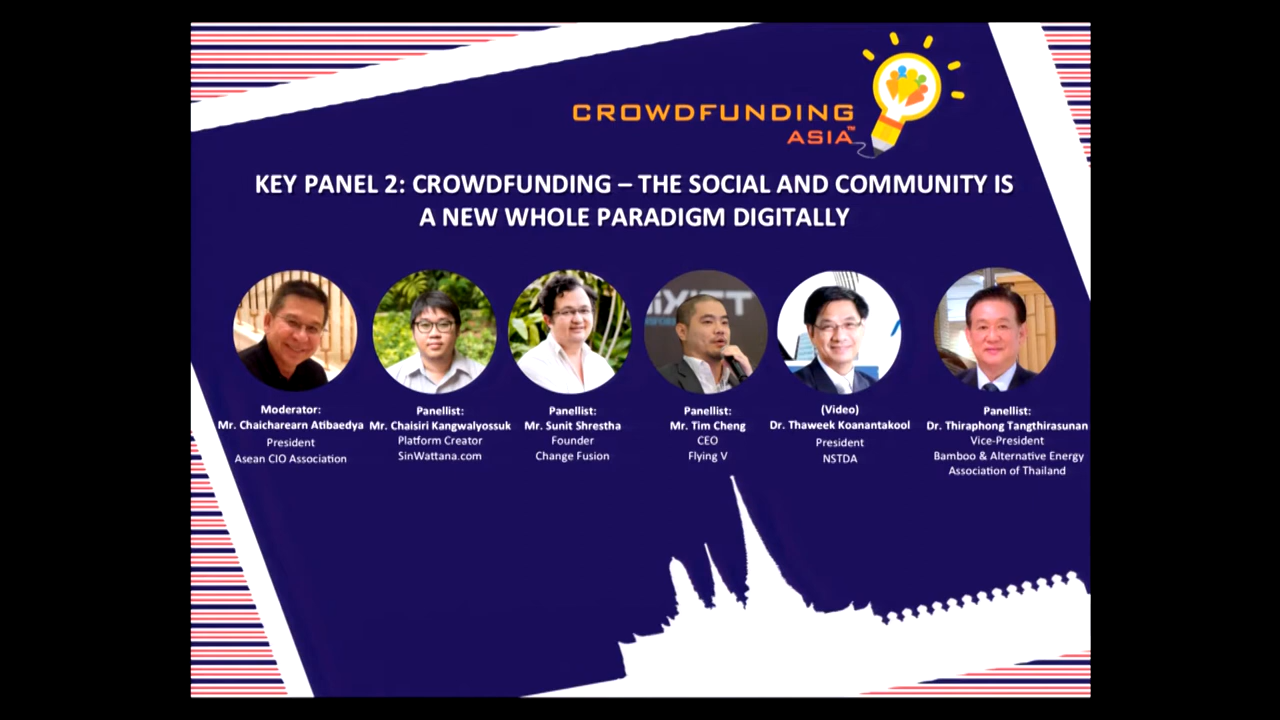 CROWDFUNDING
ASIA™
KEY PANEL 2: CROWDFUNDING – THE SOCIAL AND COMMUNITY IS
A NEW WHOLE PARADIGM DIGITALLY
Moderator:
Mr. Chaicharearn Atibaedya
President
Asean CIO Association
Panellist:
Mr. Chaisiri Kangwalyossuk
Platform Creator
SinWattana.com
Panellist:
Mr. Sunit Shrestha
Founder
Change Fusion
Panellist:
Mr. Tim Cheng
CEO
Flying V
(Video)
Dr. Thaweek Koanantakool
President
NSTDA
Panellist:
Dr. Thiraphong Tangthirasunan
Vice-President
Bamboo & Alternative Energy
Association of Thailand